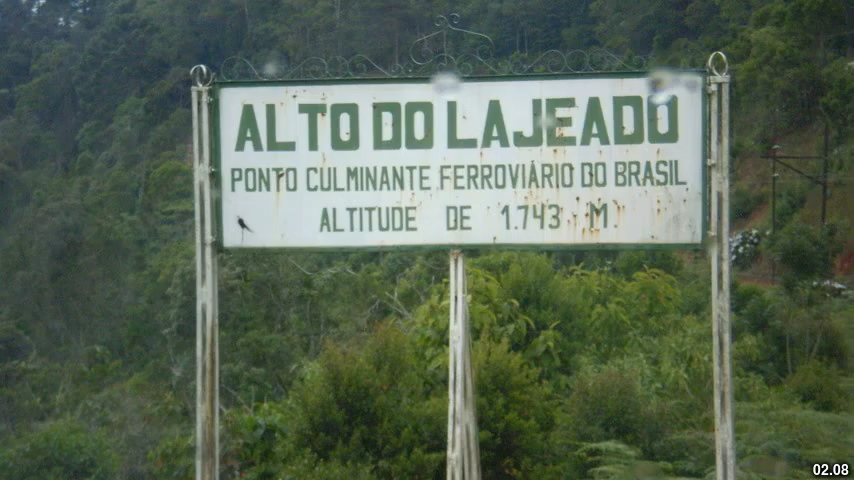 ALTO DO LAJEADO
PONTO CULMINANTE FERROVIÁRIO DO BRASIL
ALTITUDE DE 1.743 M
02.08